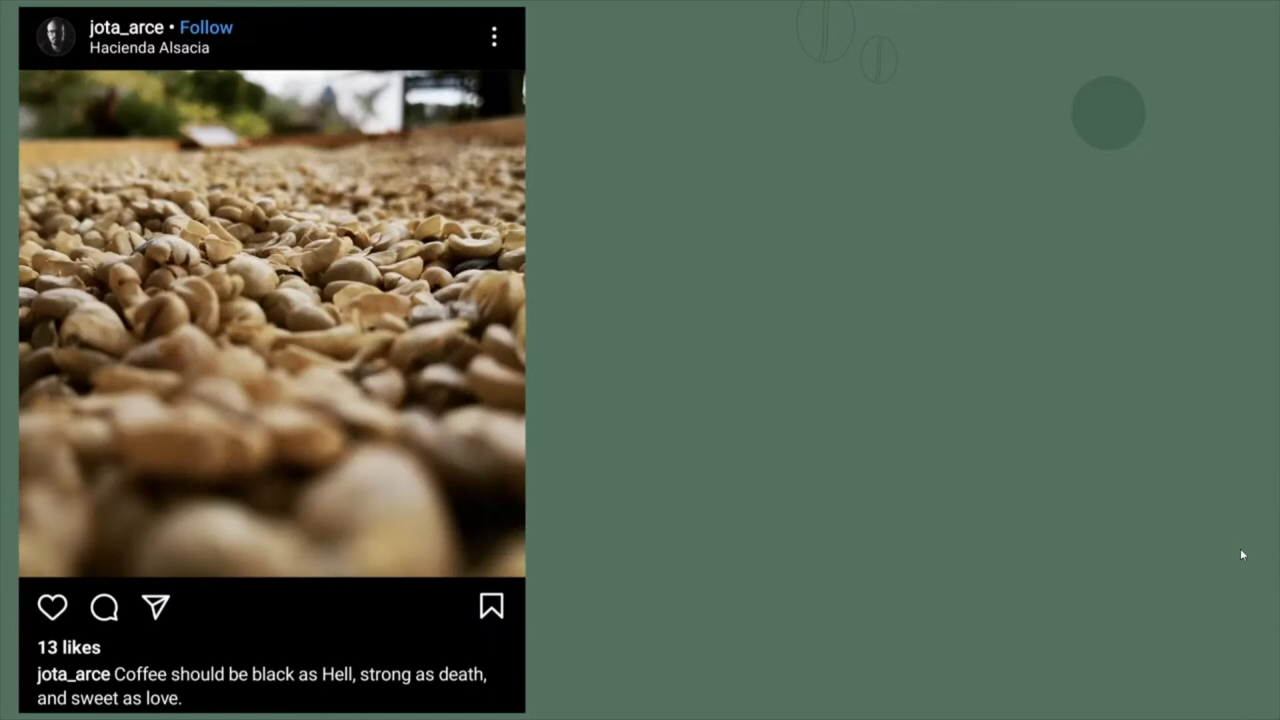 jota_arce • Follow
Hacienda Alsacia
13 likes
jota_arce Coffee should be black as Hell, strong as death,
and sweet as love.